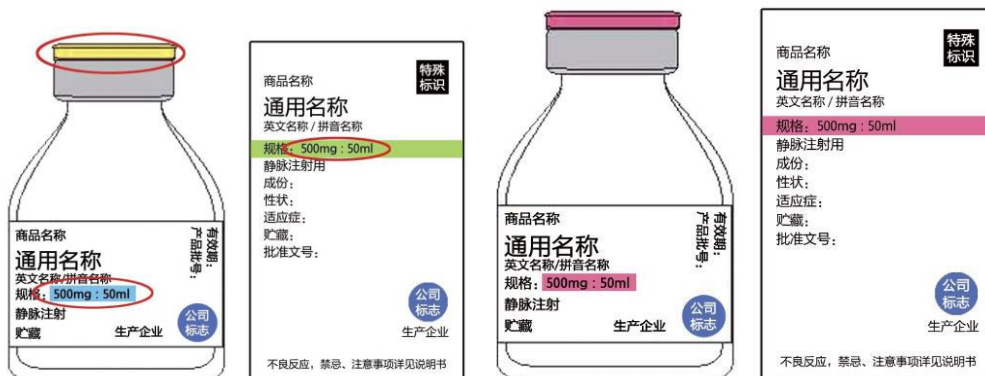 商品名称
通用名称
英文名称/拼音名称
规格：500mg : 50ml
静脉注射
贮藏
生产企业
有效期：
产品批号：
公司
标志
特殊
标识
商品名称
通用名称
英文名称 / 拼音名称
规格：500mg : 50ml
静脉注射用
成份：
性状：
适应症：
贮藏：
批准文号：
公司
标志
生产企业
不良反应，禁忌、注意事项详见说明书
商品名称
通用名称
英文名称/拼音名称
规格：500mg : 50ml
静脉注射
贮藏
生产企业
有效期：
产品批号：
公司
标志
特殊
标识
商品名称
通用名称
英文名称 / 拼音名称
规格：500mg : 50ml
静脉注射用
成份：
性状：
适应症：
贮藏：
批准文号：
公司
标志
生产企业
不良反应，禁忌、注意事项详见说明书